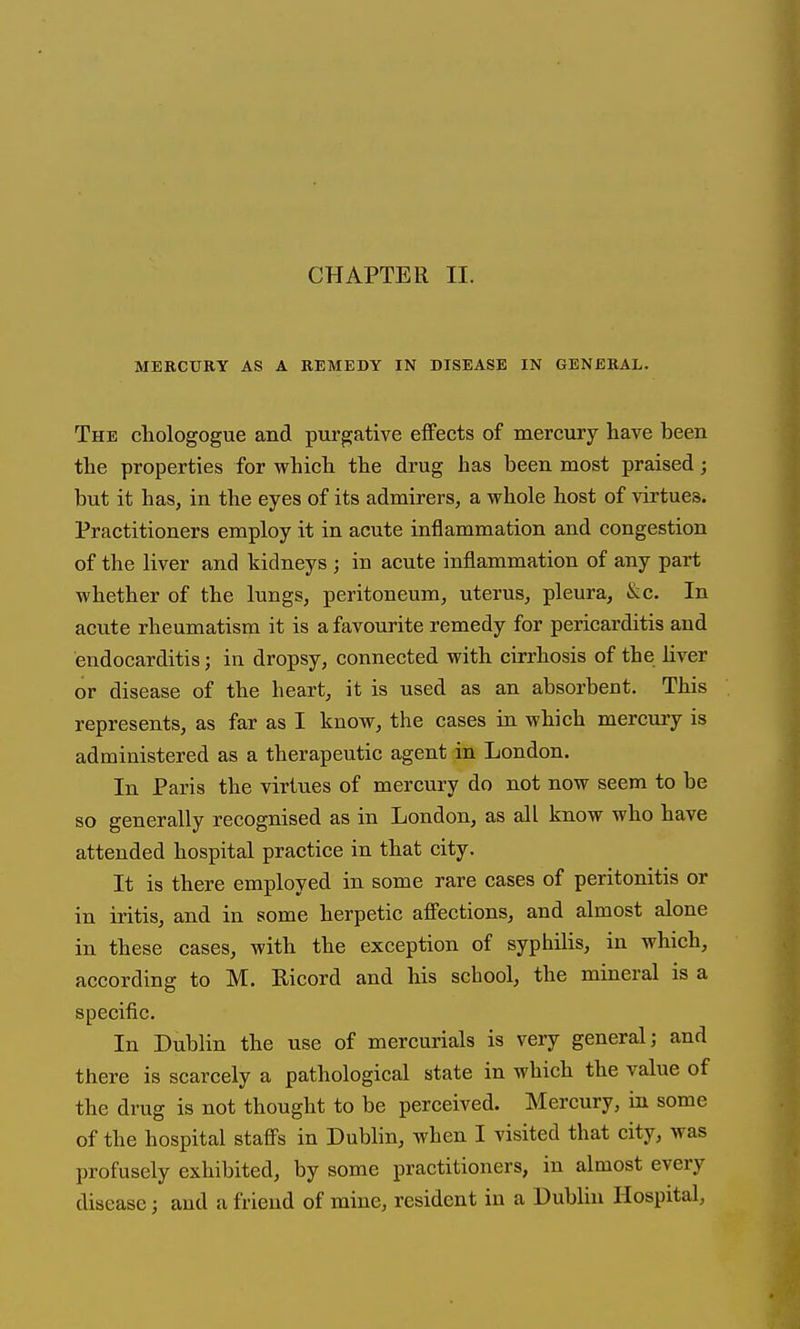 CHAPTER II.
MERCURY AS A REMEDY IN DISEASE IN GENERAL.
The chologogue and purgative effects of mercury have been
the properties for which the drug has been most praised;
but it has, in the eyes of its admirers, a whole host of virtues.
Practitioners employ it in acute inflammation and congestion
of the liver and kidneys; in acute inflammation of any part
whether of the lungs, peritoneum, uterus, pleura, &c. In
acute rheumatism it is a favourite remedy for pericarditis and
endocarditis; in dropsy, connected with cirrhosis of the liver
or disease of the heart, it is used as an absorbent. This
represents, as far as I know, the cases in which mercury is
administered as a therapeutic agent in London.
In Paris the virtues of mercury do not now seem to be
so generally recognised as in London, as all know who have
attended hospital practice in that city.
It is there employed in some rare cases of peritonitis or
in iritis, and in some herpetic affections, and almost alone
in these cases, with the exception of syphilis, in which,
according to M. Ricord and his school, the mineral is a
specific.
In Dublin the use of mercurials is very general; and
there is scarcely a pathological state in which the value of
the drug is not thought to be perceived. Mercury, in some
of the hospital staffs in Dublin, when I visited that city, was
profusely exhibited, by some practitioners, in almost every
disease; and a friend of mine, resident in a Dublin Hospital,